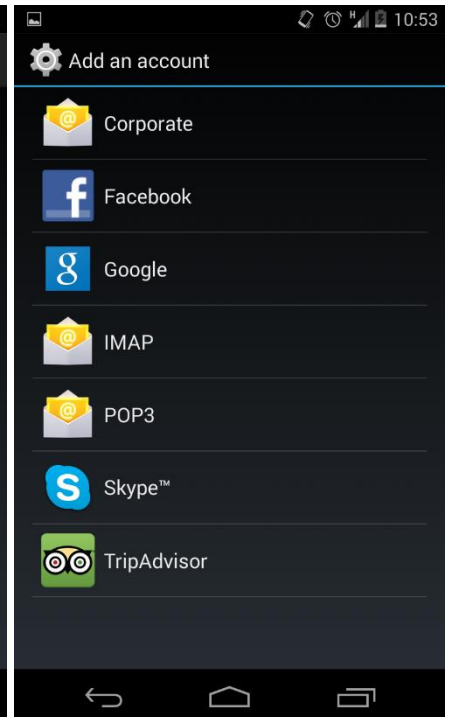 H 10:53
Add an account
Corporate
Facebook
Google
IMAP
POP3
Skype™
TripAdvisor